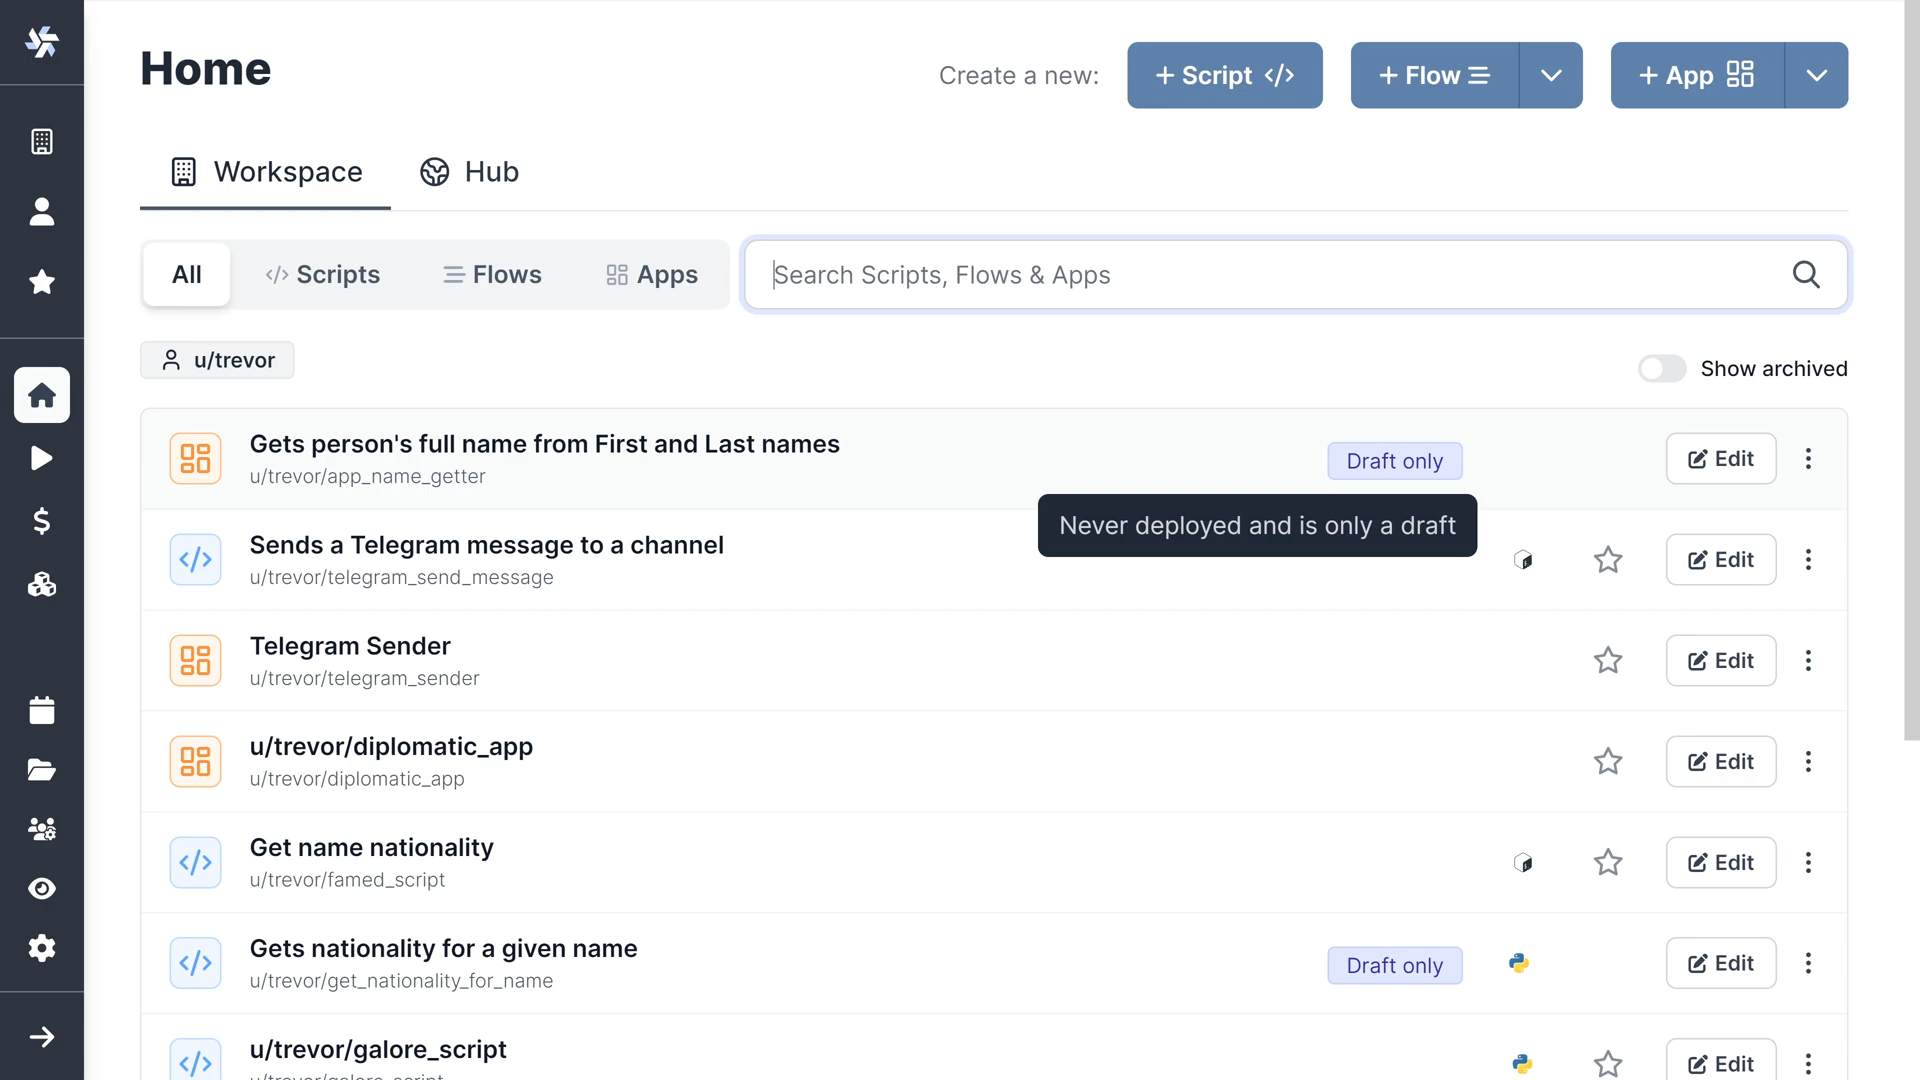 Home
Create a new:
+ Script
+ Flow
+ App
Workspace
Hub
All
Scripts
Flows
Apps
Search Scripts, Flows & Apps
u/trevor
Show archived
Gets person's full name from First and Last names
u/trevor/app_name_getter
Draft only
Edit
Never deployed and is only a draft
Sends a Telegram message to a channel
u/trevor/telegram_send_message
Edit
Telegram Sender
u/trevor/telegram_sender
Edit
u/trevor/diplomatic_app
u/trevor/diplomatic_app
Edit
Get name nationality
u/trevor/famed_script
Edit
Gets nationality for a given name
u/trevor/get_nationality_for_name
Draft only
Edit
u/trevor/galore_script
u/trevor/galore_script
Edit